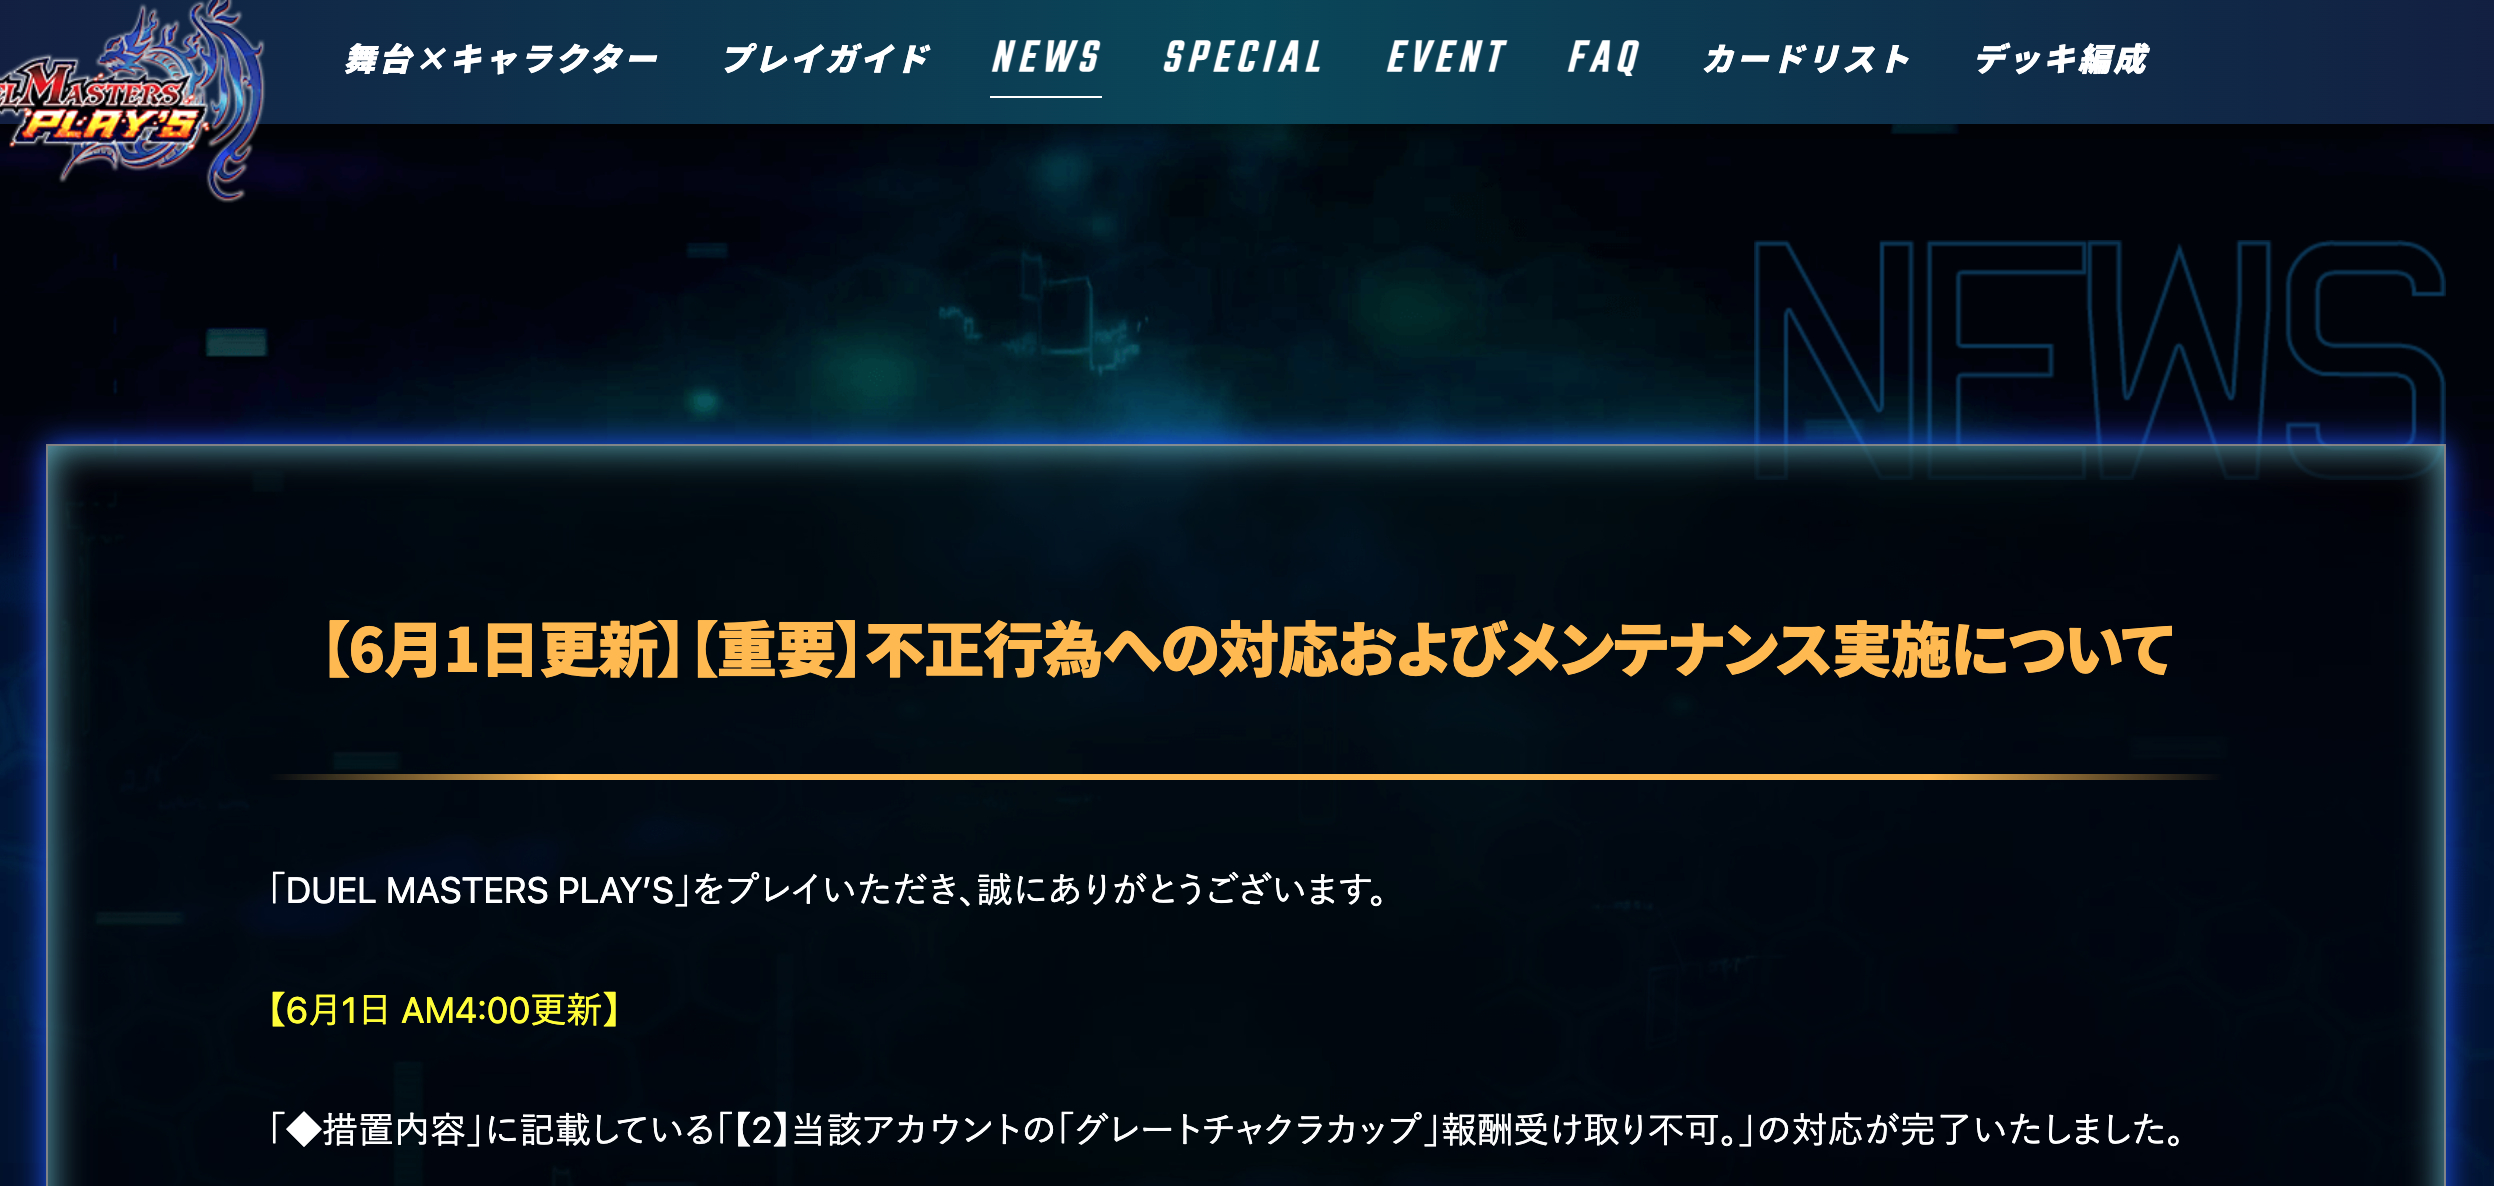 舞台×キャラクター プレイガイド NEWS SPECIAL EVENT FAQ カードリスト デッキ編成
MASTERS
PLAY'S
NEWS
【6月1日更新】【重要】不正行為への対応およびメンテナンス実施について
「DUEL MASTERS PLAY'S」をプレイいただき、誠にありがとうございます。
【6月1日 AM4:00更新】
「◆措置内容」に記載している「【2】当該アカウントの「グレートチャクラカップ」報酬受け取り不可。」の対応が完了いたしました。